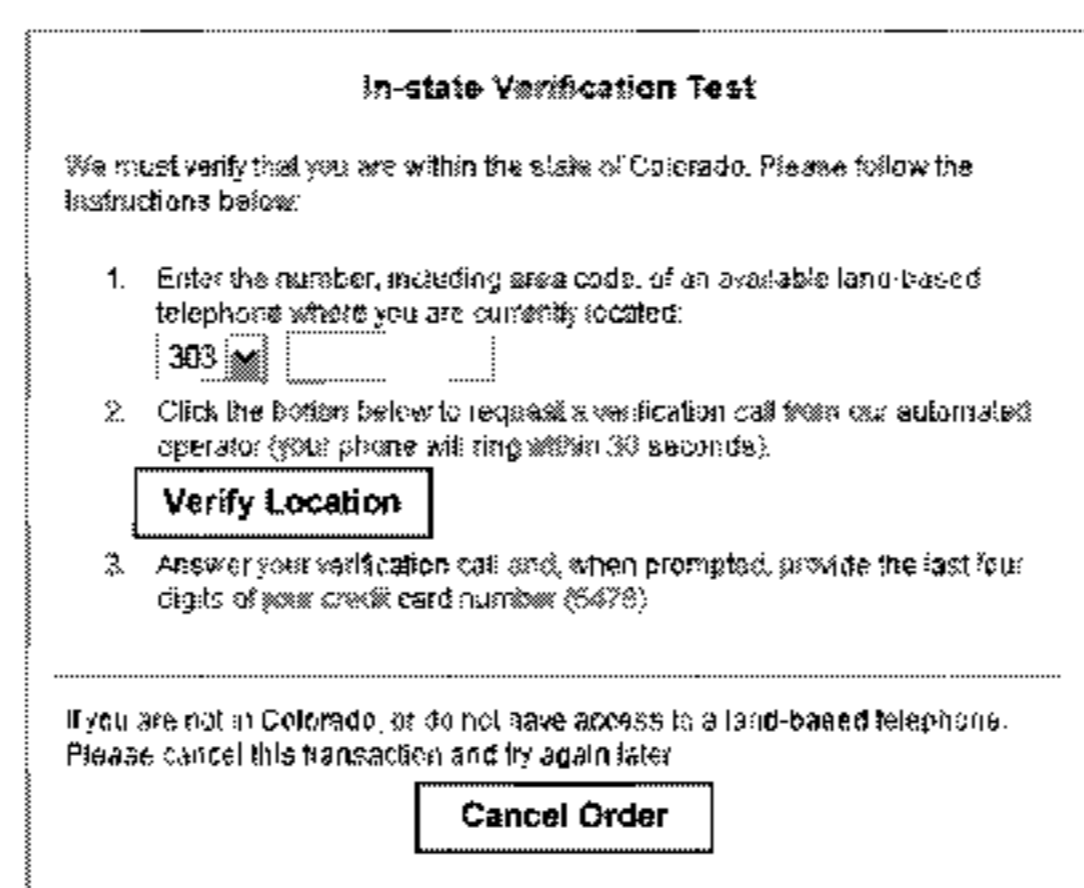 In-state Verification Test
We must verify that you are within the state of Colorado. Please follow the
instructions below:
1. Enter the number, including area code, of an available land-based
telephone where you are currently located:
303
2. Click the button below to request a verification call from our automated
operator (your phone will ring within 30 seconds).
Verify Location
3. Answer your verification call and, when prompted, provide the last four
digits of your credit card number (5478)
If you are not in Colorado, or do not have access to a land-based telephone.
Please cancel this transaction and try again later
Cancel Order